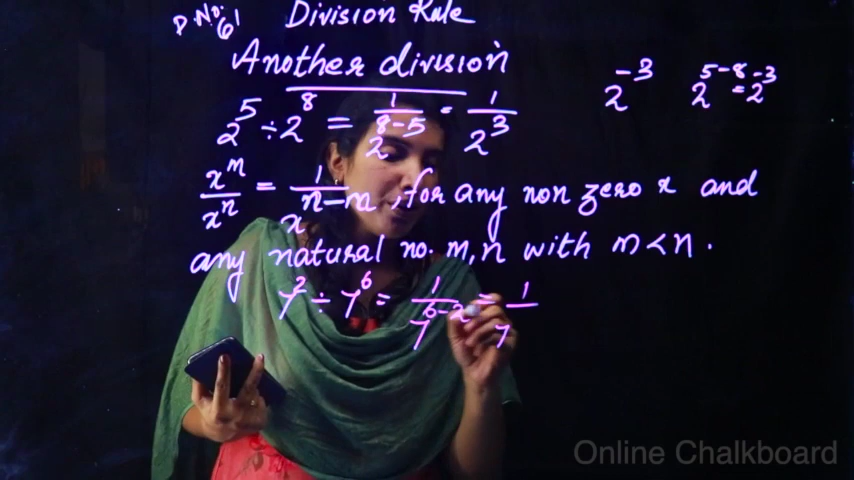 P.No: 61 Division Rule
Another division
2^5 ÷ 2^8 = 1/2^(8-5) = 1/2^3
2^-3 2^(5-8) = 2^-3
x^m/x^n = 1/x^(n-m), for any non zero x and
any natural no. m,n with m<n.
7^2 ÷ 7^6 = 1/7^(6-2) = 1/7
Online Chalkboard